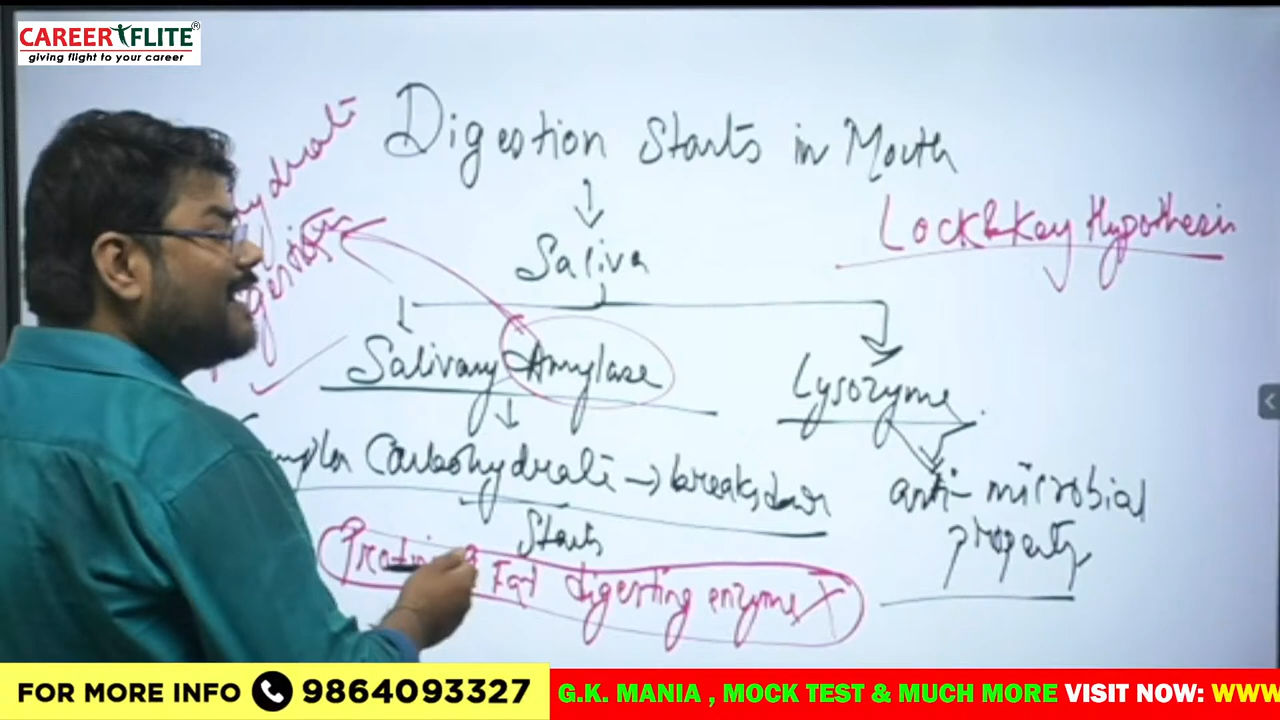 CAREER FLITE®
giving flight to your career
Digestion Starts in Mouth
Lock & Key Hypothesis
Saliva
Salivary Amylase
Lysozyme
Carbohydrate → breakdown
Starts
anti-microbial
property
Fat digesting enzyme X
FOR MORE INFO 9864093327
G.K. MANIA , MOCK TEST & MUCH MORE VISIT NOW: WWW